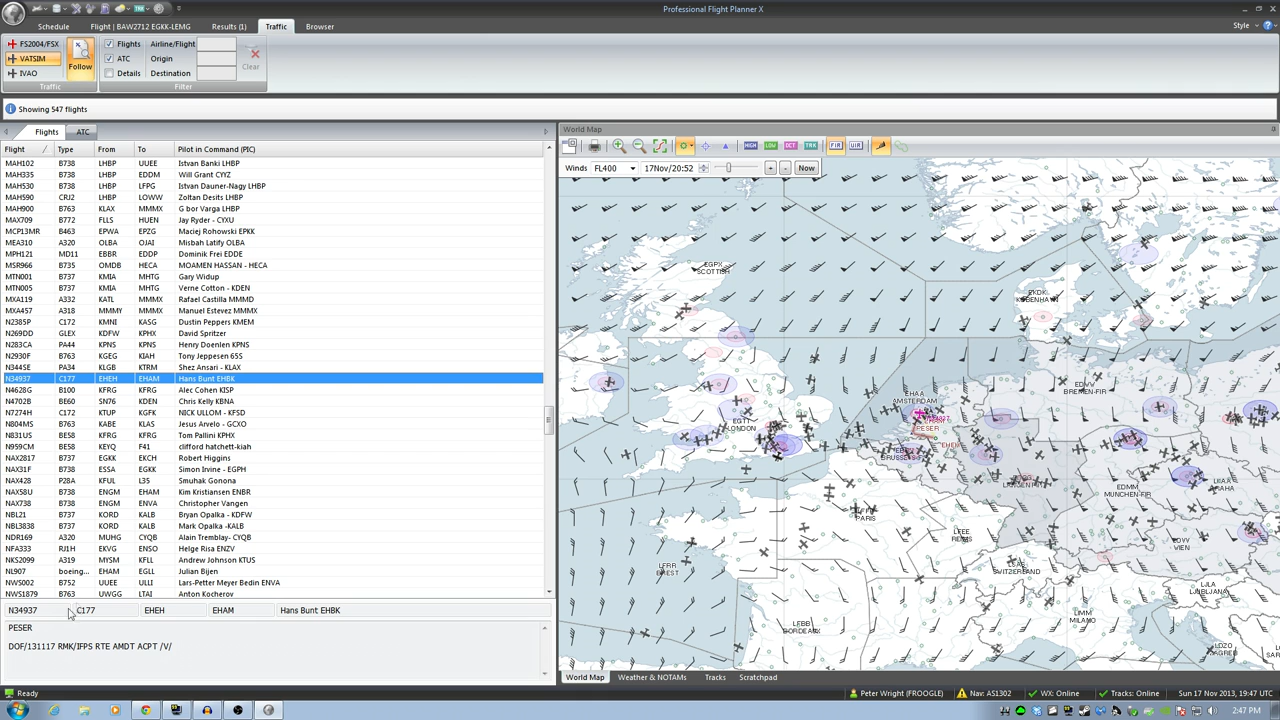 Professional Flight Planner X
Schedule Flight | BAW2712 EGKK-LEMG Results (1) Traffic Browser
Style
FS2004/FSX
VATSIM
IVAO
Follow
Flights
ATC
Details
Airline/Flight
Origin
Destination
Clear
Traffic Filter
Showing 547 flights
Flights ATC
Flight Type From To Pilot in Command (PIC)
MAH102 B738 LHBP UUEE Istvan Banki LHBP
MAH335 B738 LHBP EDDM Will Grant CYYZ
MAH530 B738 LHBP LFPG Istvan Dauner-Nagy LHBP
MAH590 CRJ2 LHBP LOWW Zoltan Desits LHBP
MAH900 B763 KLAX MMMX G bor Varga LHBP
MAX709 B772 FLLS HUEN Jay Ryder - CYXU
MCP13MR B463 EPWA EPZG Maciej Rohowski EPKK
MEA310 A320 OLBA OJAI Misbah Latify OLBA
MPH121 MD11 EBBR EDDP Dominik Frei EDDE
MSR966 B735 OMDB HECA MOAMEN HASSAN - HECA
MTN001 B737 KMIA MHTG Gary Widup
MTN005 B737 KMIA MHTG Verne Cotton - KDEN
MXA119 A332 KATL MMMX Rafael Castilla MMMD
MXA457 A318 MMMY MMMX Manuel Estevez MMMX
N2385P C172 KMNI KASG Dustin Peppers KMEM
N269DD GLEX KDFW KPHX David Spritzer
N283CA PA44 KPNS KPNS Henry Doenlen KPNS
N2930F B763 KGEG KIAH Tony Jeppesen 65S
N344SE PA34 KLGB KTRM Shez Ansari - KLAX
N34937 C177 EHEH EHAM Hans Bunt EHBK
N4628G B100 KFRG KFRG Alec Cohen KISP
N4702B BE60 SN76 KDEN Chris Kelly KBNA
N7274H C172 KTUP KGFK NICK ULLOM - KFSD
N804MS B763 KABE KLAS Jesus Arvelo - GCXO
N831US BE58 KFRG KFRG Tom Pallini KPHX
N959CM BE58 KEYQ F41 clifford hatchett-kiah
NAX2817 B737 EGKK EKCH Robert Higgins
NAX31F B738 ESSA EGKK Simon Irvine - EGPH
NAX428 P28A KFUL L35 Smuhak Gonona
NAX58U B738 ENGM EHAM Kim Kristiansen ENBR
NAX738 B738 ENGM ENVA Christopher Vangen
NBL21 B737 KORD KALB Bryan Opalka - KDFW
NBL3838 B737 KORD KALB Mark Opalka -KALB
NDR169 A320 MUHG CYQB Alain Tremblay- CYQB
NFA333 RJ1H EKVG ENSO Helge Risa ENZV
NKS2099 A319 MYSM KFLL Andrew Johnson KTUS
NL907 boeing... EHAM EGLL Julian Bijen
NWS002 B752 UUEE ULLI Lars-Petter Meyer Bedin ENVA
NWS1879 B763 UWGG LTAI Anton Kocherov
N34937 C177 EHEH EHAM Hans Bunt EHBK
PESER
DOF/131117 RMK/IFPS RTE AMDT ACPT /V/
World Map
HIGH LOW DCT TRK FIR UIR
Winds FL400 17Nov/20:52 + - Now
EGPX
SCOTTISH
EKDK
KOBENHAVN
EDVV
BREMEN-FIR
EHAA
AMSTERDAM
PESER
EHEH
EGTT
LONDON
BRUSSELS
EDMM
MUNCHEN-FIR
PARIS
LFEE
REIMS
LFRR
BREST
LFBB
BORDEAUX
SWITZERLAND
LIMM
MILANO
LOVV
WIEN
LJLA
LJUBLJANA
LZOO
ZAGREB
World Map Weather & NOTAMs Tracks Scratchpad
Ready Peter Wright (FROOGLE) Nav: AS1302 WX: Online Tracks: Online Sun 17 Nov 2013, 19:47 UTC
2:47 PM